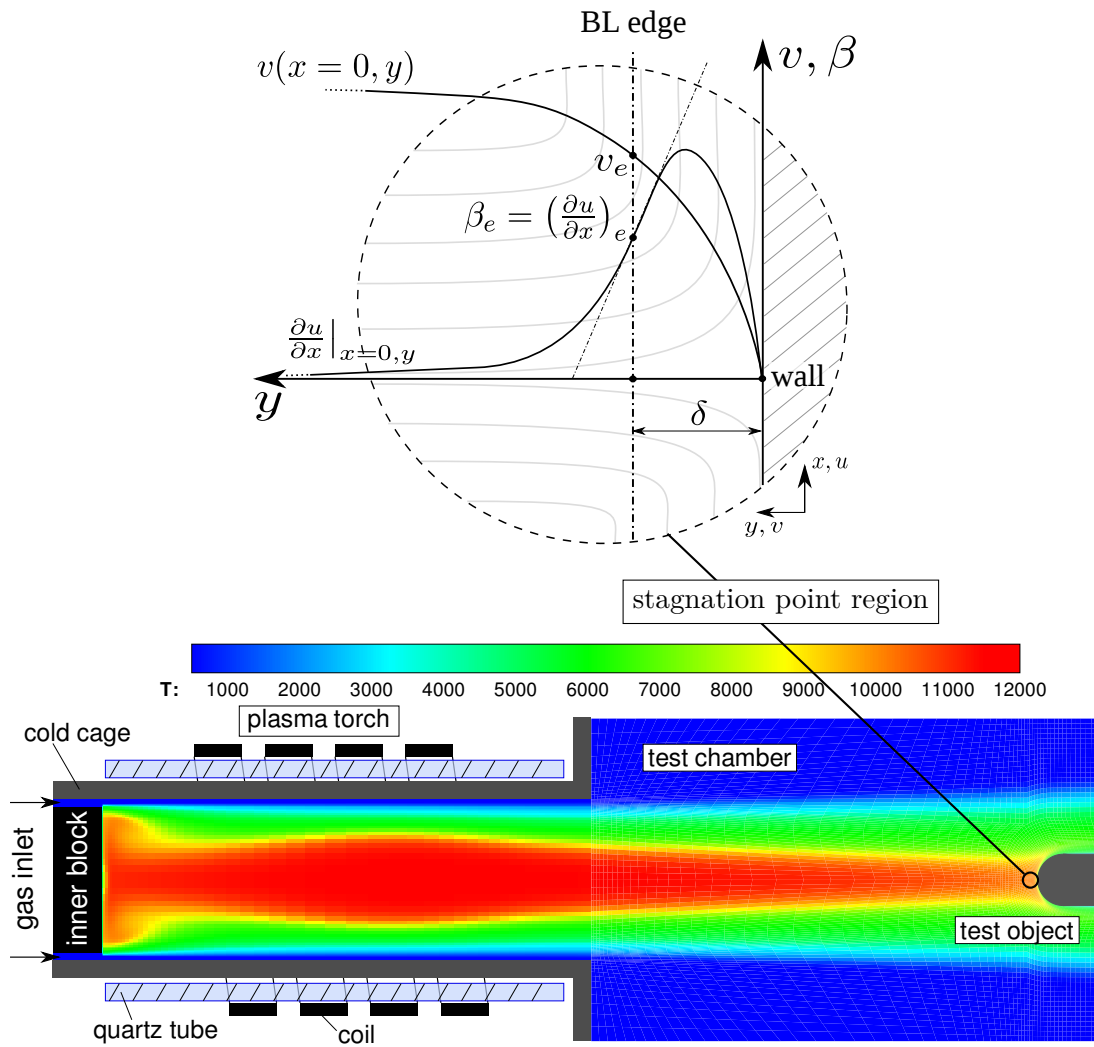 BL edge
v, β
v(x = 0, y)
v_e
β_e = (∂u/∂x)_e
∂u/∂x|_{x=0,y}
wall
y
δ
x, u
y, v
stagnation point region
T: 1000 2000 3000 4000 5000 6000 7000 8000 9000 10000 11000 12000
plasma torch
cold cage
test chamber
gas inlet
inner block
test object
quartz tube
coil